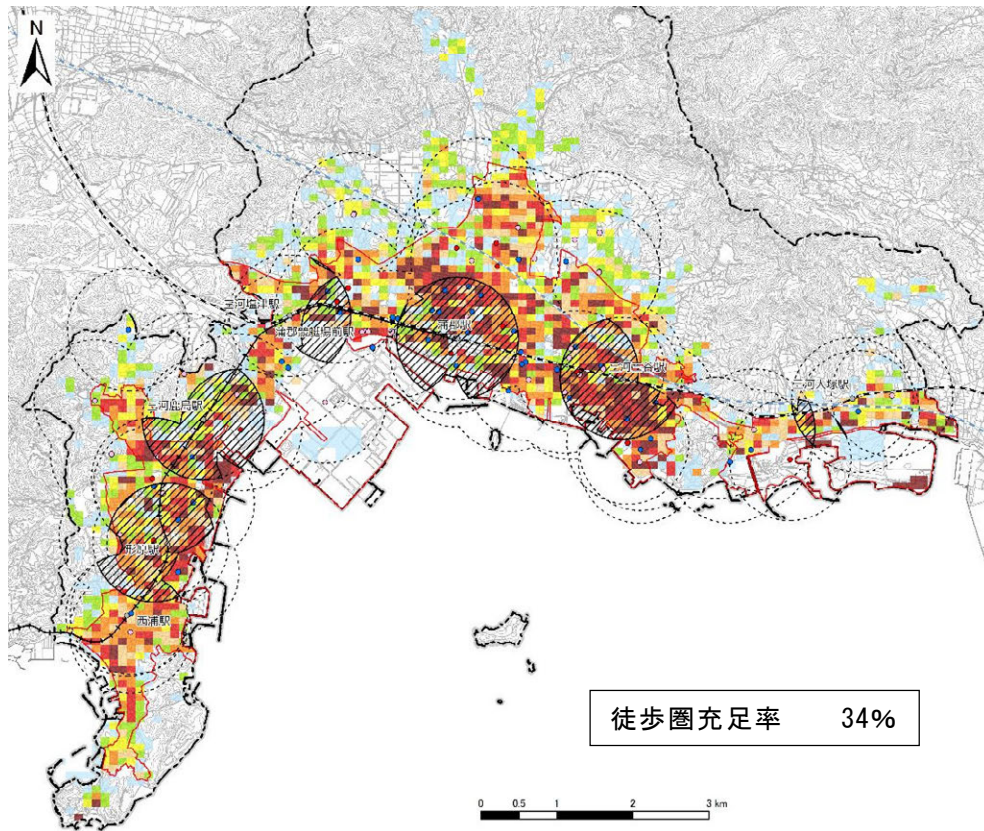 N
三河塩津駅
蒲郡競艇場前駅
蒲郡駅
三河三谷駅
三河大塚駅
三河鹿島駅
形原駅
西浦駅
徒歩圏充足率 34%
0 0.5 1 2 3 km